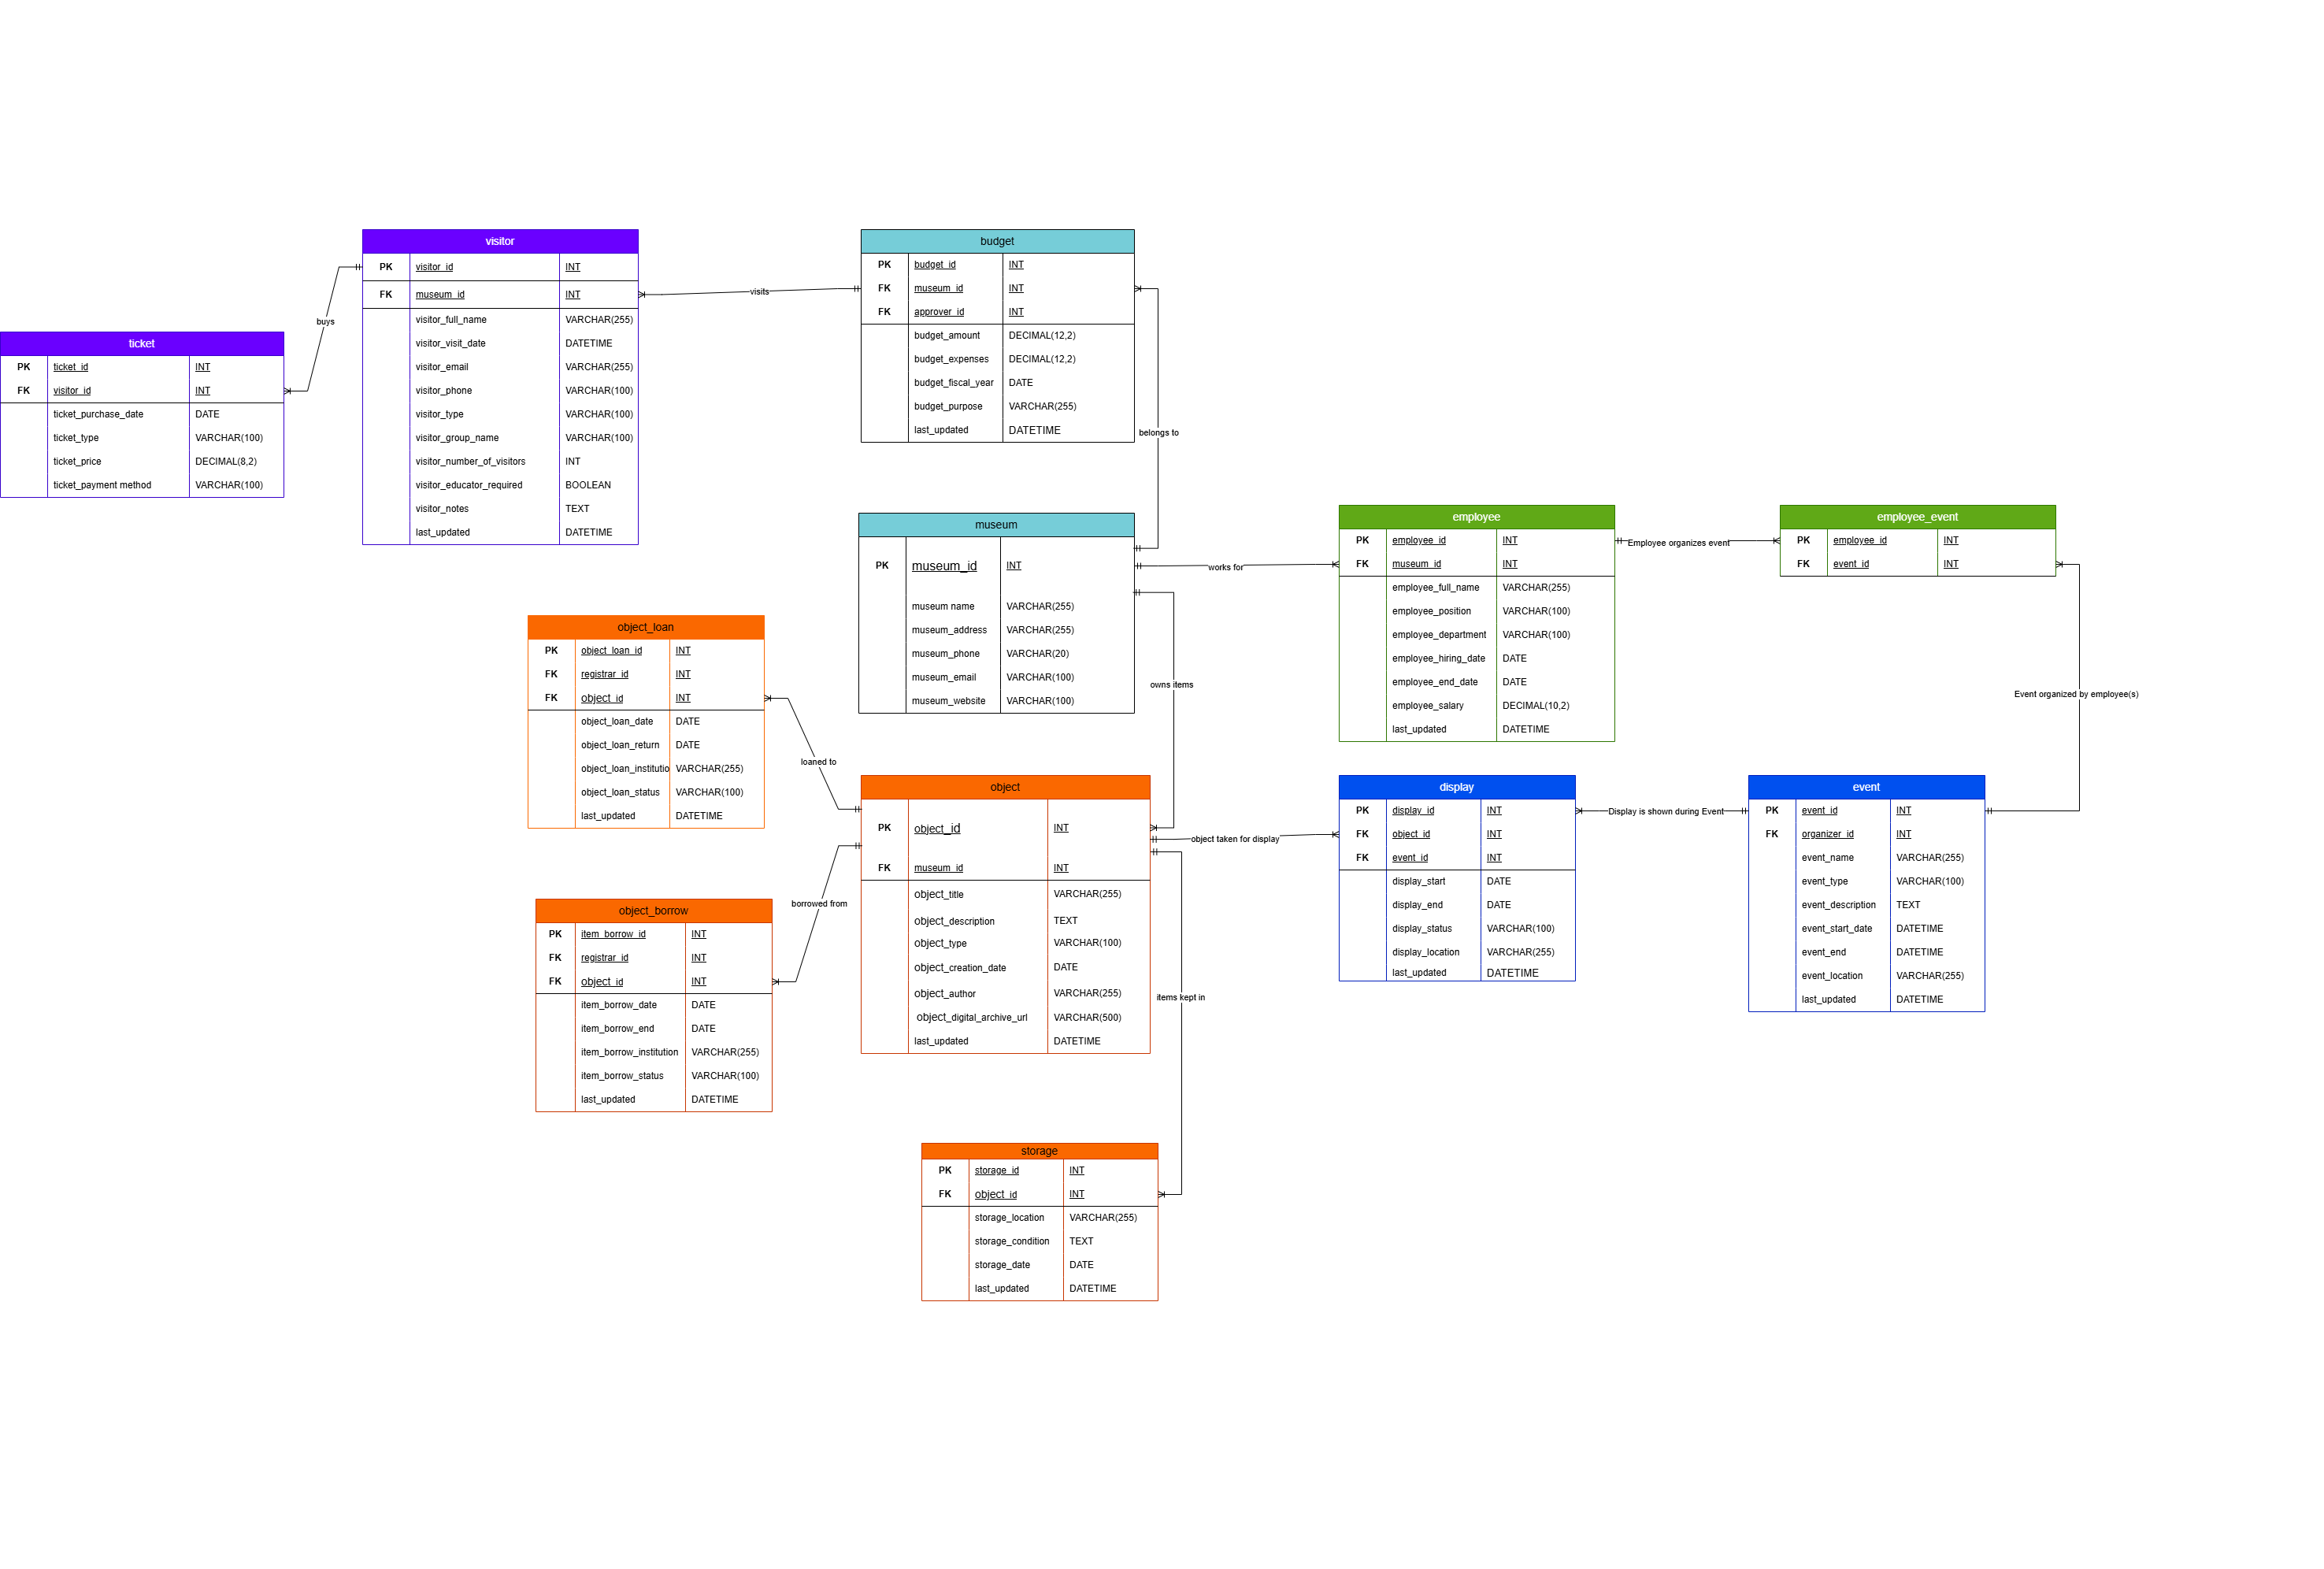 visitor
PK visitor_id INT
FK museum_id INT
visitor_full_name VARCHAR(255)
visitor_visit_date DATETIME
visitor_email VARCHAR(255)
visitor_phone VARCHAR(100)
visitor_type VARCHAR(100)
visitor_group_name VARCHAR(100)
visitor_number_of_visitors INT
visitor_educator_required BOOLEAN
visitor_notes TEXT
last_updated DATETIME
buys
ticket
PK ticket_id INT
FK visitor_id INT
ticket_purchase_date DATE
ticket_type VARCHAR(100)
ticket_price DECIMAL(8,2)
ticket_payment method VARCHAR(100)
visits
budget
PK budget_id INT
FK museum_id INT
FK approver_id INT
budget_amount DECIMAL(12,2)
budget_expenses DECIMAL(12,2)
budget_fiscal_year DATE
budget_purpose VARCHAR(255)
last_updated DATETIME
belongs to
museum
PK museum_id INT
museum name VARCHAR(255)
museum_address VARCHAR(255)
museum_phone VARCHAR(20)
museum_email VARCHAR(100)
museum_website VARCHAR(100)
works for
owns items
employee
PK employee_id INT
FK museum_id INT
employee_full_name VARCHAR(255)
employee_position VARCHAR(100)
employee_department VARCHAR(100)
employee_hiring_date DATE
employee_end_date DATE
employee_salary DECIMAL(10,2)
last_updated DATETIME
Employee organizes event
employee_event
PK employee_id INT
FK event_id INT
Event organized by employee(s)
object_loan
PK object_loan_id INT
FK registrar_id INT
FK object_id INT
object_loan_date DATE
object_loan_return DATE
object_loan_institutio VARCHAR(255)
object_loan_status VARCHAR(100)
last_updated DATETIME
loaned to
object
PK object_id INT
FK museum_id INT
object_title VARCHAR(255)
object_description TEXT
object_type VARCHAR(100)
object_creation_date DATE
object_author VARCHAR(255)
object_digital_archive_url VARCHAR(500)
last_updated DATETIME
object taken for display
display
PK display_id INT
FK object_id INT
FK event_id INT
display_start DATE
display_end DATE
display_status VARCHAR(100)
display_location VARCHAR(255)
last_updated DATETIME
Display is shown during Event
event
PK event_id INT
FK organizer_id INT
event_name VARCHAR(255)
event_type VARCHAR(100)
event_description TEXT
event_start_date DATETIME
event_end DATETIME
event_location VARCHAR(255)
last_updated DATETIME
borrowed from
object_borrow
PK item_borrow_id INT
FK registrar_id INT
FK object_id INT
item_borrow_date DATE
item_borrow_end DATE
item_borrow_institution VARCHAR(255)
item_borrow_status VARCHAR(100)
last_updated DATETIME
items kept in
storage
PK storage_id INT
FK object_id INT
storage_location VARCHAR(255)
storage_condition TEXT
storage_date DATE
last_updated DATETIME